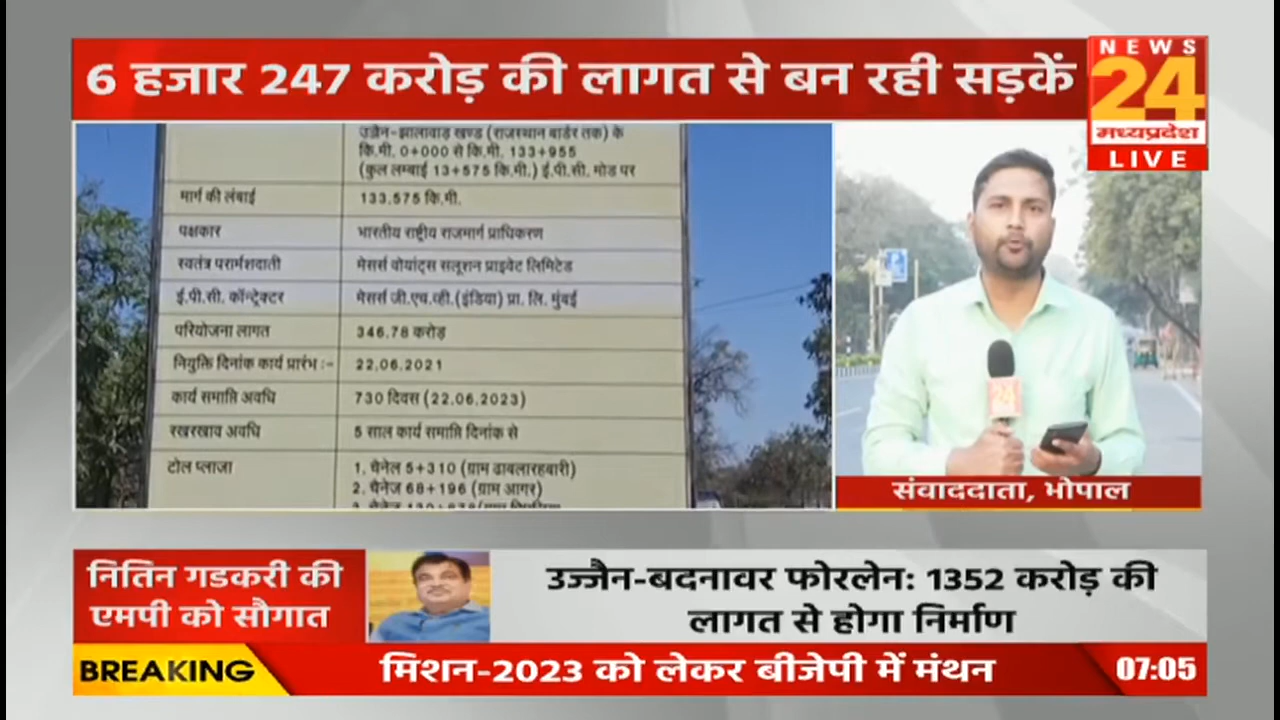 6 हजार 247 करोड़ की लागत से बन रही सड़कें
NEWS
24
मध्यप्रदेश
LIVE
उज्जैन-झालावाड़ खण्ड (राजस्थान बार्डर तक) के
कि.मी. 0+000 से कि.मी. 133+955
(कुल लम्बाई 13+575 कि.मी.) ई.पी.सी. मोड पर
मार्ग की लंबाई 133.575 कि.मी.
पक्षकार भारतीय राष्ट्रीय राजमार्ग प्राधिकरण
स्वतंत्र परार्मशदाती मेसर्स वोयांट्स सलूशन प्राइवेट लिमिटेड
ई.पी.सी. कॉन्ट्रेक्टर मेसर्स जी.एच.व्ही.(इंडिया) प्रा. लि. मुंबई
परियोजना लागत 346.78 करोड़
नियुक्ति दिनांक कार्य प्रारंभ :- 22.06.2021
कार्य समाप्ति अवधि 730 दिवस (22.06.2023)
रखरखाव अवधि 5 साल कार्य समाप्ति दिनांक से
टोल प्लाजा 1. चेनेल 5+310 (ग्राम ढाबलारहबारी)
2. चेनेज 68+196 (ग्राम आगर)
संवाददाता, भोपाल
नितिन गडकरी की
एमपी को सौगात
उज्जैन-बदनावर फोरलेन: 1352 करोड़ की
लागत से होगा निर्माण
BREAKING
मिशन-2023 को लेकर बीजेपी में मंथन
07:05